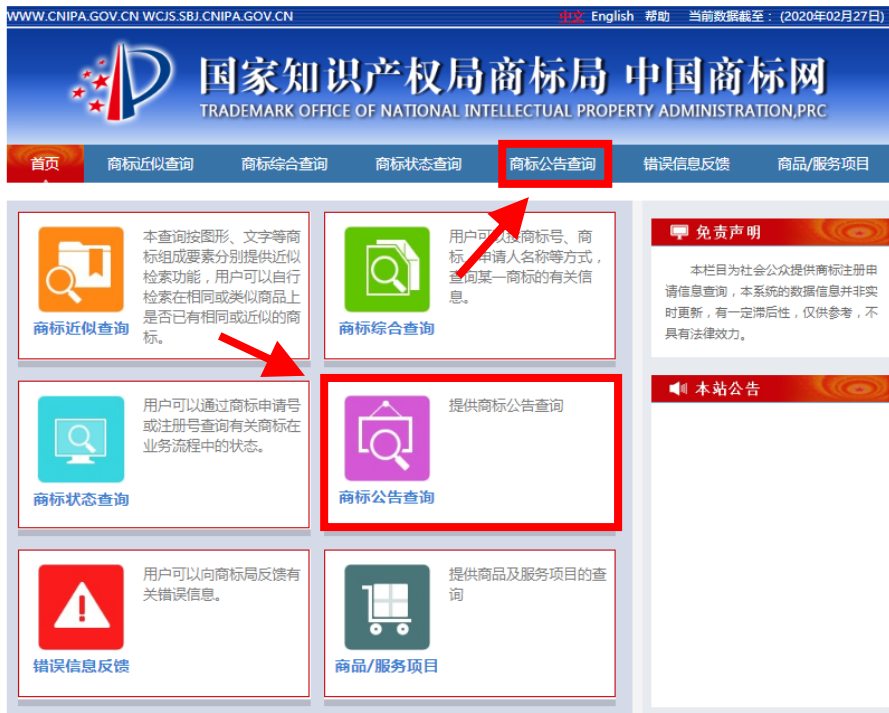 WWW.CNIPA.GOV.CN WCJS.SBJ.CNIPA.GOV.CN
中文 English 帮助 当前数据截至： (2020年02月27日)
国家知识产权局商标局 中国商标网
TRADEMARK OFFICE OF NATIONAL INTELLECTUAL PROPERTY ADMINISTRATION,PRC
首页 商标近似查询 商标综合查询 商标状态查询 商标公告查询 错误信息反馈 商品/服务项目
本查询按图形、文字等商
标组成要素分别提供近似
检索功能，用户可以自行
检索在相同或类似商品上
是否已有相同或近似的商
标。
商标近似查询
用户可以按商标号、商
标、申请人名称等方式，
查询某一商标的有关信
息。
商标综合查询
用户可以通过商标申请号
或注册号查询有关商标在
业务流程中的状态。
商标状态查询
提供商标公告查询
商标公告查询
用户可以向商标局反馈有
关错误信息。
错误信息反馈
提供商品及服务项目的查
询
商品/服务项目
免责声明
本栏目为社会公众提供商标注册申
请信息查询，本系统的数据信息并非实
时更新，有一定滞后性，仅供参考，不
具有法律效力。
本站公告